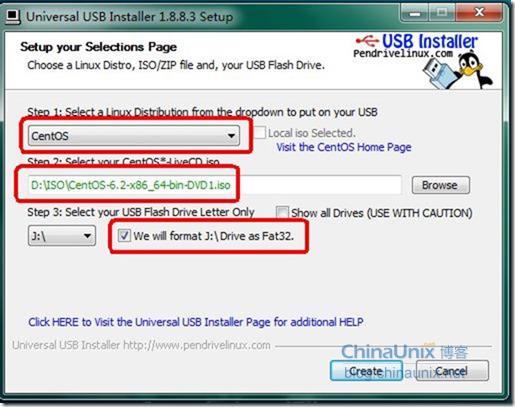 Universal USB Installer 1.8.8.3 Setup
Setup your Selections Page
Choose a Linux Distro, ISO/ZIP file and, your USB Flash Drive.
USB Installer
Pendrivelinux.com
Step 1: Select a Linux Distribution from the dropdown to put on your USB
CentOS
Local iso Selected.
Visit the CentOS Home Page
Step 2: Select your CentOS*-LiveCD.iso
D:\ISO\CentOS-6.2-x86_64-bin-DVD1.iso
Browse
Step 3: Select your USB Flash Drive Letter Only
Show all Drives (USE WITH CAUTION)
J:\
We will format J:\ Drive as Fat32.
Click HERE to Visit the Universal USB Installer Page for additional HELP
Universal USB Installer http://www.pendrivelinux.com
ChinaUnix 博客
blog.chinaunix.net
Create
Cancel